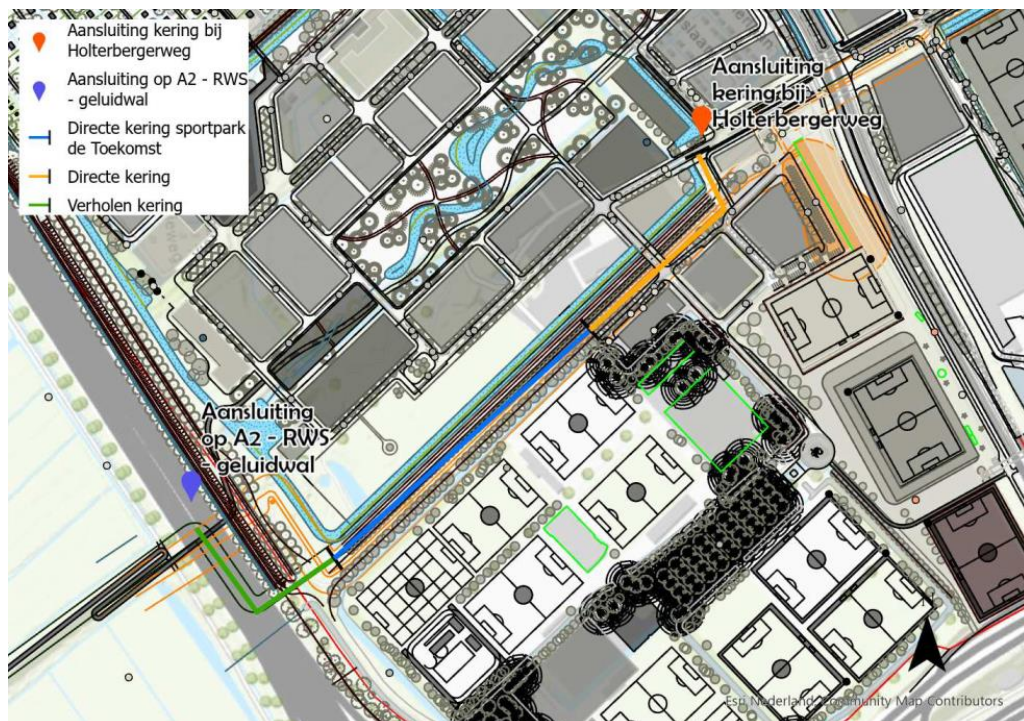 Aansluiting kering bij
Holterbergerweg
Aansluiting op A2 - RWS
- geluidwal
Directe kering sportpark
de Toekomst
Directe kering
Verholen kering
Aansluiting
kering bij
Holterbergerweg
Aansluiting
op A2 - RWS
- geluidwal
Esri Nederland, Community Map Contributors